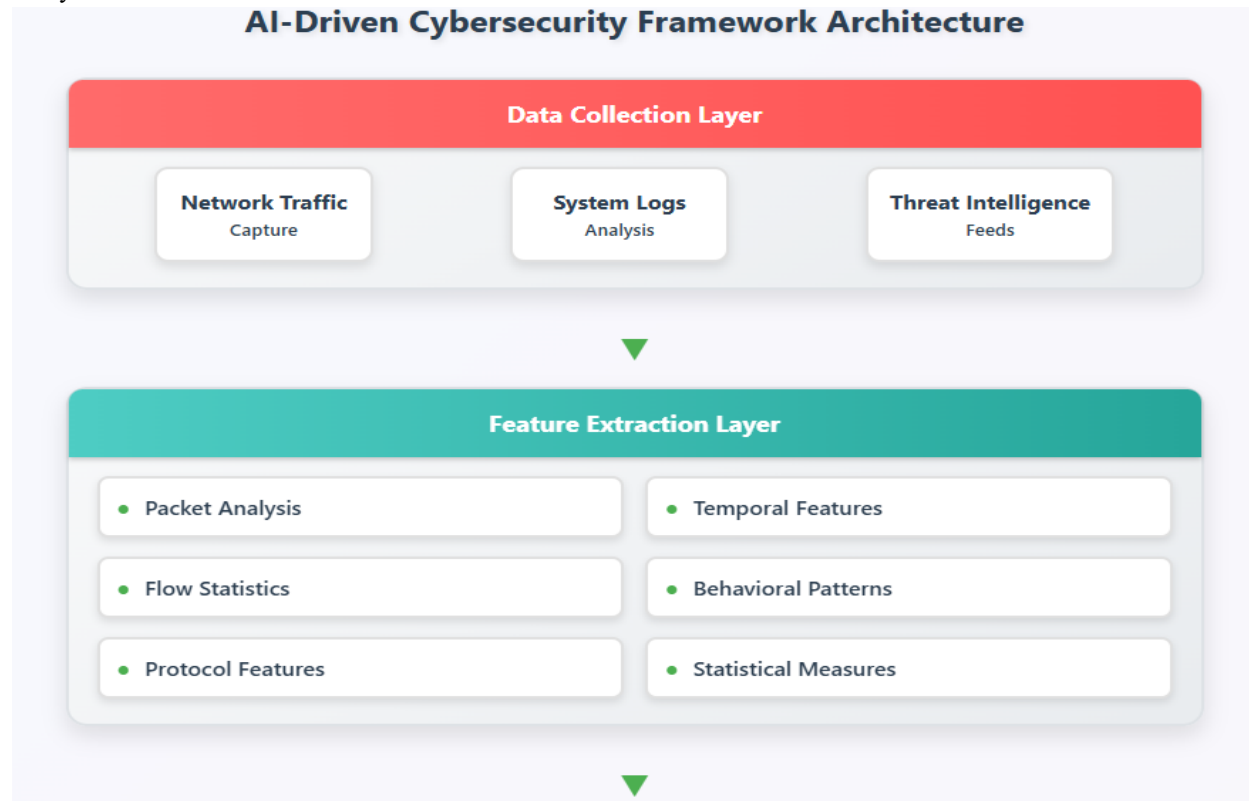 AI-Driven Cybersecurity Framework Architecture
Data Collection Layer
Network Traffic
Capture
System Logs
Analysis
Threat Intelligence
Feeds
Feature Extraction Layer
Packet Analysis
Temporal Features
Flow Statistics
Behavioral Patterns
Protocol Features
Statistical Measures